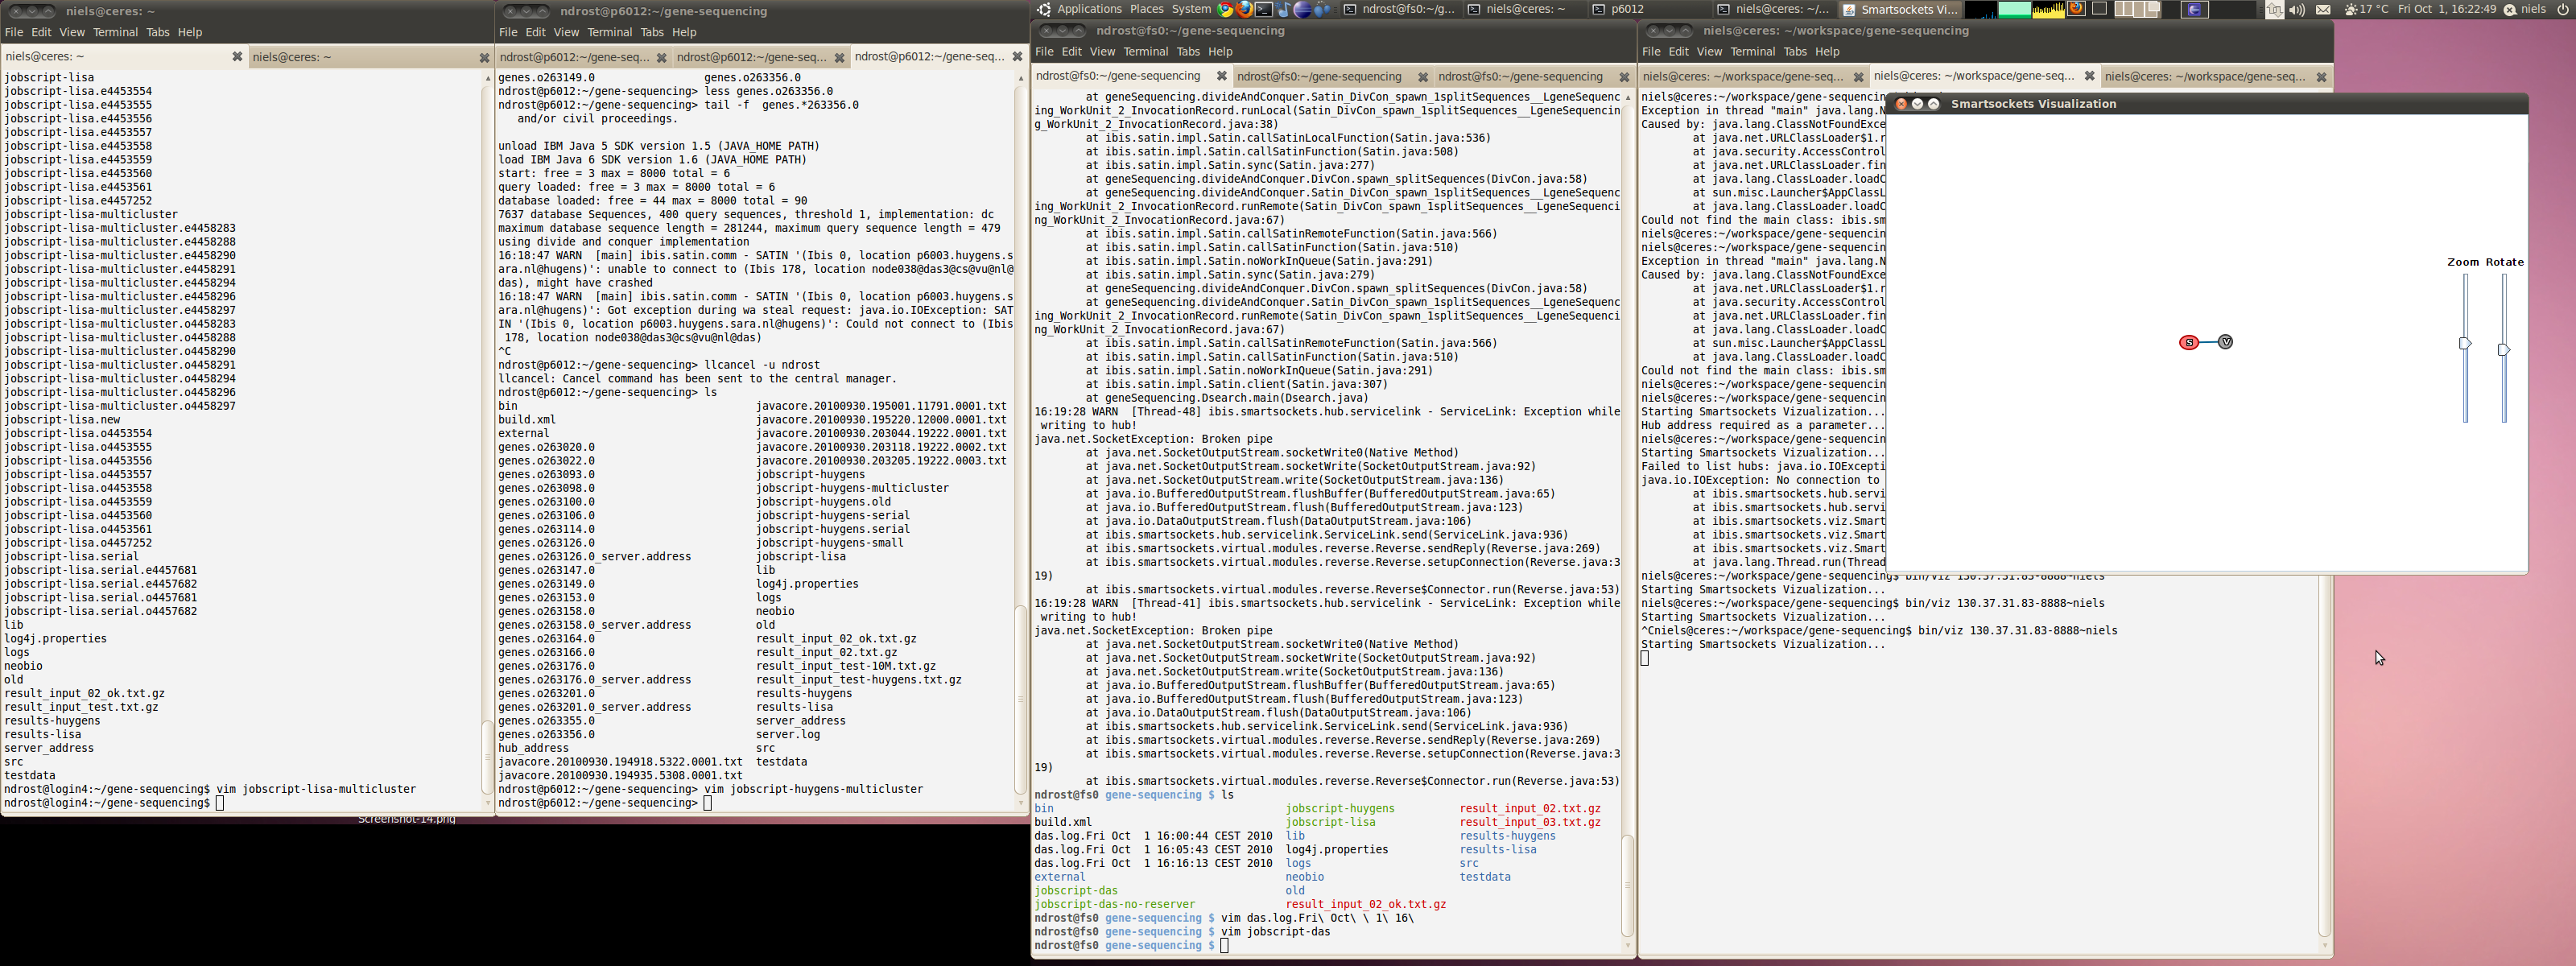 niels@ceres: ~
File Edit View Terminal Tabs Help
niels@ceres: ~
niels@ceres: ~
jobscript-lisa
jobscript-lisa.e4453554
jobscript-lisa.e4453555
jobscript-lisa.e4453556
jobscript-lisa.e4453557
jobscript-lisa.e4453558
jobscript-lisa.e4453559
jobscript-lisa.e4453560
jobscript-lisa.e4453561
jobscript-lisa.e4457252
jobscript-lisa-multicluster
jobscript-lisa-multicluster.e4458283
jobscript-lisa-multicluster.e4458288
jobscript-lisa-multicluster.e4458290
jobscript-lisa-multicluster.e4458291
jobscript-lisa-multicluster.e4458294
jobscript-lisa-multicluster.e4458296
jobscript-lisa-multicluster.e4458297
jobscript-lisa-multicluster.o4458283
jobscript-lisa-multicluster.o4458288
jobscript-lisa-multicluster.o4458290
jobscript-lisa-multicluster.o4458291
jobscript-lisa-multicluster.o4458294
jobscript-lisa-multicluster.o4458296
jobscript-lisa-multicluster.o4458297
jobscript-lisa.new
jobscript-lisa.o4453554
jobscript-lisa.o4453555
jobscript-lisa.o4453556
jobscript-lisa.o4453557
jobscript-lisa.o4453558
jobscript-lisa.o4453559
jobscript-lisa.o4453560
jobscript-lisa.o4453561
jobscript-lisa.o4457252
jobscript-lisa.serial
jobscript-lisa.serial.e4457681
jobscript-lisa.serial.e4457682
jobscript-lisa.serial.o4457681
jobscript-lisa.serial.o4457682
lib
log4j.properties
logs
neobio
old
result_input_02_ok.txt.gz
result_input_test.txt.gz
results-huygens
results-lisa
server_address
src
testdata
ndrost@login4:~/gene-sequencing$ vim jobscript-lisa-multicluster
ndrost@login4:~/gene-sequencing$
Screenshot-14.png
ndrost@p6012:~/gene-sequencing
File Edit View Terminal Tabs Help
ndrost@p6012:~/gene-seq...
ndrost@p6012:~/gene-seq...
ndrost@p6012:~/gene-seq...
genes.o263149.0 genes.o263356.0
ndrost@p6012:~/gene-sequencing> less genes.o263356.0
ndrost@p6012:~/gene-sequencing> tail -f genes.*263356.0
and/or civil proceedings.
unload IBM Java 5 SDK version 1.5 (JAVA_HOME PATH)
load IBM Java 6 SDK version 1.6 (JAVA_HOME PATH)
start: free = 3 max = 8000 total = 6
query loaded: free = 3 max = 8000 total = 6
database loaded: free = 44 max = 8000 total = 90
7637 database Sequences, 400 query sequences, threshold 1, implementation: dc
maximum database sequence length = 281244, maximum query sequence length = 479
using divide and conquer implementation
16:18:47 WARN [main] ibis.satin.comm - SATIN '(Ibis 0, location p6003.huygens.s
ara.nl@hugens)': unable to connect to (Ibis 178, location node038@das3@cs@vu@nl@
das), might have crashed
16:18:47 WARN [main] ibis.satin.comm - SATIN '(Ibis 0, location p6003.huygens.s
ara.nl@hugens)': Got exception during wa steal request: java.io.IOException: SAT
IN '(Ibis 0, location p6003.huygens.sara.nl@hugens)': Could not connect to (Ibis
178, location node038@das3@cs@vu@nl@das)
^C
ndrost@p6012:~/gene-sequencing> llcancel -u ndrost
llcancel: Cancel command has been sent to the central manager.
ndrost@p6012:~/gene-sequencing> ls
bin javacore.20100930.195001.11791.0001.txt
build.xml javacore.20100930.195220.12000.0001.txt
external javacore.20100930.203044.19222.0001.txt
genes.o263020.0 javacore.20100930.203118.19222.0002.txt
genes.o263022.0 javacore.20100930.203205.19222.0003.txt
genes.o263093.0 jobscript-huygens
genes.o263098.0 jobscript-huygens-multicluster
genes.o263100.0 jobscript-huygens.old
genes.o263106.0 jobscript-huygens-serial
genes.o263114.0 jobscript-huygens.serial
genes.o263126.0 jobscript-huygens-small
genes.o263126.0_server.address jobscript-lisa
genes.o263147.0 lib
genes.o263149.0 log4j.properties
genes.o263153.0 logs
genes.o263158.0 neobio
genes.o263158.0_server.address old
genes.o263164.0 result_input_02_ok.txt.gz
genes.o263166.0 result_input_02.txt.gz
genes.o263176.0 result_input_test-10M.txt.gz
genes.o263176.0_server.address result_input_test-huygens.txt.gz
genes.o263201.0 results-huygens
genes.o263201.0_server.address results-lisa
genes.o263355.0 server_address
genes.o263356.0 server.log
hub_address src
javacore.20100930.194918.5322.0001.txt testdata
javacore.20100930.194935.5308.0001.txt
ndrost@p6012:~/gene-sequencing> vim jobscript-huygens-multicluster
ndrost@p6012:~/gene-sequencing>
Applications Places System
ndrost@fs0:~/g...
niels@ceres: ~
p6012
niels@ceres: ~/...
Smartsockets Vi...
17 °C Fri Oct 1, 16:22:49 niels
ndrost@fs0:~/gene-sequencing
File Edit View Terminal Tabs Help
ndrost@fs0:~/gene-sequencing
ndrost@fs0:~/gene-sequencing
ndrost@fs0:~/gene-sequencing
at geneSequencing.divideAndConquer.Satin_DivCon_spawn_1splitSequences__LgeneSequenc
ing_WorkUnit_2_InvocationRecord.runLocal(Satin_DivCon_spawn_1splitSequences__LgeneSequencin
g_WorkUnit_2_InvocationRecord.java:38)
at ibis.satin.impl.Satin.callSatinLocalFunction(Satin.java:536)
at ibis.satin.impl.Satin.callSatinFunction(Satin.java:508)
at ibis.satin.impl.Satin.sync(Satin.java:277)
at geneSequencing.divideAndConquer.DivCon.spawn_splitSequences(DivCon.java:58)
at geneSequencing.divideAndConquer.Satin_DivCon_spawn_1splitSequences__LgeneSequenc
ing_WorkUnit_2_InvocationRecord.runRemote(Satin_DivCon_spawn_1splitSequences__LgeneSequenci
ng_WorkUnit_2_InvocationRecord.java:67)
at ibis.satin.impl.Satin.callSatinRemoteFunction(Satin.java:566)
at ibis.satin.impl.Satin.callSatinFunction(Satin.java:510)
at ibis.satin.impl.Satin.noWorkInQueue(Satin.java:291)
at ibis.satin.impl.Satin.sync(Satin.java:279)
at geneSequencing.divideAndConquer.DivCon.spawn_splitSequences(DivCon.java:58)
at geneSequencing.divideAndConquer.Satin_DivCon_spawn_1splitSequences__LgeneSequenc
ing_WorkUnit_2_InvocationRecord.runRemote(Satin_DivCon_spawn_1splitSequences__LgeneSequenci
ng_WorkUnit_2_InvocationRecord.java:67)
at ibis.satin.impl.Satin.callSatinRemoteFunction(Satin.java:566)
at ibis.satin.impl.Satin.callSatinFunction(Satin.java:510)
at ibis.satin.impl.Satin.noWorkInQueue(Satin.java:291)
at ibis.satin.impl.Satin.client(Satin.java:307)
at geneSequencing.Dsearch.main(Dsearch.java)
16:19:28 WARN [Thread-48] ibis.smartsockets.hub.servicelink - ServiceLink: Exception while
writing to hub!
java.net.SocketException: Broken pipe
at java.net.SocketOutputStream.socketWrite0(Native Method)
at java.net.SocketOutputStream.socketWrite(SocketOutputStream.java:92)
at java.net.SocketOutputStream.write(SocketOutputStream.java:136)
at java.io.BufferedOutputStream.flushBuffer(BufferedOutputStream.java:65)
at java.io.BufferedOutputStream.flush(BufferedOutputStream.java:123)
at java.io.DataOutputStream.flush(DataOutputStream.java:106)
at ibis.smartsockets.hub.servicelink.ServiceLink.send(ServiceLink.java:936)
at ibis.smartsockets.virtual.modules.reverse.Reverse.sendReply(Reverse.java:269)
at ibis.smartsockets.virtual.modules.reverse.Reverse.setupConnection(Reverse.java:3
19)
at ibis.smartsockets.virtual.modules.reverse.Reverse$Connector.run(Reverse.java:53)
16:19:28 WARN [Thread-41] ibis.smartsockets.hub.servicelink - ServiceLink: Exception while
writing to hub!
java.net.SocketException: Broken pipe
at java.net.SocketOutputStream.socketWrite0(Native Method)
at java.net.SocketOutputStream.socketWrite(SocketOutputStream.java:92)
at java.net.SocketOutputStream.write(SocketOutputStream.java:136)
at java.io.BufferedOutputStream.flushBuffer(BufferedOutputStream.java:65)
at java.io.BufferedOutputStream.flush(BufferedOutputStream.java:123)
at java.io.DataOutputStream.flush(DataOutputStream.java:106)
at ibis.smartsockets.hub.servicelink.ServiceLink.send(ServiceLink.java:936)
at ibis.smartsockets.virtual.modules.reverse.Reverse.sendReply(Reverse.java:269)
at ibis.smartsockets.virtual.modules.reverse.Reverse.setupConnection(Reverse.java:3
19)
at ibis.smartsockets.virtual.modules.reverse.Reverse$Connector.run(Reverse.java:53)
ndrost@fs0 gene-sequencing $ ls
bin jobscript-huygens result_input_02.txt.gz
build.xml jobscript-lisa result_input_03.txt.gz
das.log.Fri Oct 1 16:00:44 CEST 2010 lib results-huygens
das.log.Fri Oct 1 16:05:43 CEST 2010 log4j.properties results-lisa
das.log.Fri Oct 1 16:16:13 CEST 2010 logs src
external neobio testdata
jobscript-das old
jobscript-das-no-reserver result_input_02_ok.txt.gz
ndrost@fs0 gene-sequencing $ vim das.log.Fri\ Oct\ \ 1\ 16\
ndrost@fs0 gene-sequencing $ vim jobscript-das
ndrost@fs0 gene-sequencing $
niels@ceres: ~/workspace/gene-sequencing
File Edit View Terminal Tabs Help
niels@ceres: ~/workspace/gene-seq...
niels@ceres: ~/workspace/gene-seq...
niels@ceres: ~/workspace/gene-seq...
niels@ceres:~/workspace/gene-sequencin
Exception in thread "main" java.lang.N
Caused by: java.lang.ClassNotFoundExce
at java.net.URLClassLoader$1.r
at java.security.AccessControl
at java.net.URLClassLoader.fin
at java.lang.ClassLoader.loadC
at sun.misc.Launcher$AppClassL
at java.lang.ClassLoader.loadC
Could not find the main class: ibis.sm
niels@ceres:~/workspace/gene-sequencin
niels@ceres:~/workspace/gene-sequencin
Exception in thread "main" java.lang.N
Caused by: java.lang.ClassNotFoundExce
at java.net.URLClassLoader$1.r
at java.security.AccessControl
at java.net.URLClassLoader.fin
at java.lang.ClassLoader.loadC
at sun.misc.Launcher$AppClassL
at java.lang.ClassLoader.loadC
Could not find the main class: ibis.sm
niels@ceres:~/workspace/gene-sequencin
niels@ceres:~/workspace/gene-sequencin
Starting Smartsockets Vizualization...
Hub address required as a parameter...
niels@ceres:~/workspace/gene-sequencin
Starting Smartsockets Vizualization...
Failed to list hubs: java.io.IOExcepti
java.io.IOException: No connection to
at ibis.smartsockets.hub.servi
at ibis.smartsockets.hub.servi
at ibis.smartsockets.viz.Smart
at ibis.smartsockets.viz.Smart
at ibis.smartsockets.viz.Smart
at java.lang.Thread.run(Thread
niels@ceres:~/workspace/gene-sequencing$ bin/viz 130.37.31.83-8888~niels
Starting Smartsockets Vizualization...
niels@ceres:~/workspace/gene-sequencing$ bin/viz 130.37.31.83-8888~niels
Starting Smartsockets Vizualization...
^Cniels@ceres:~/workspace/gene-sequencing$ bin/viz 130.37.31.83-8888~niels
Starting Smartsockets Vizualization...
Smartsockets Visualization
Zoom Rotate
S V